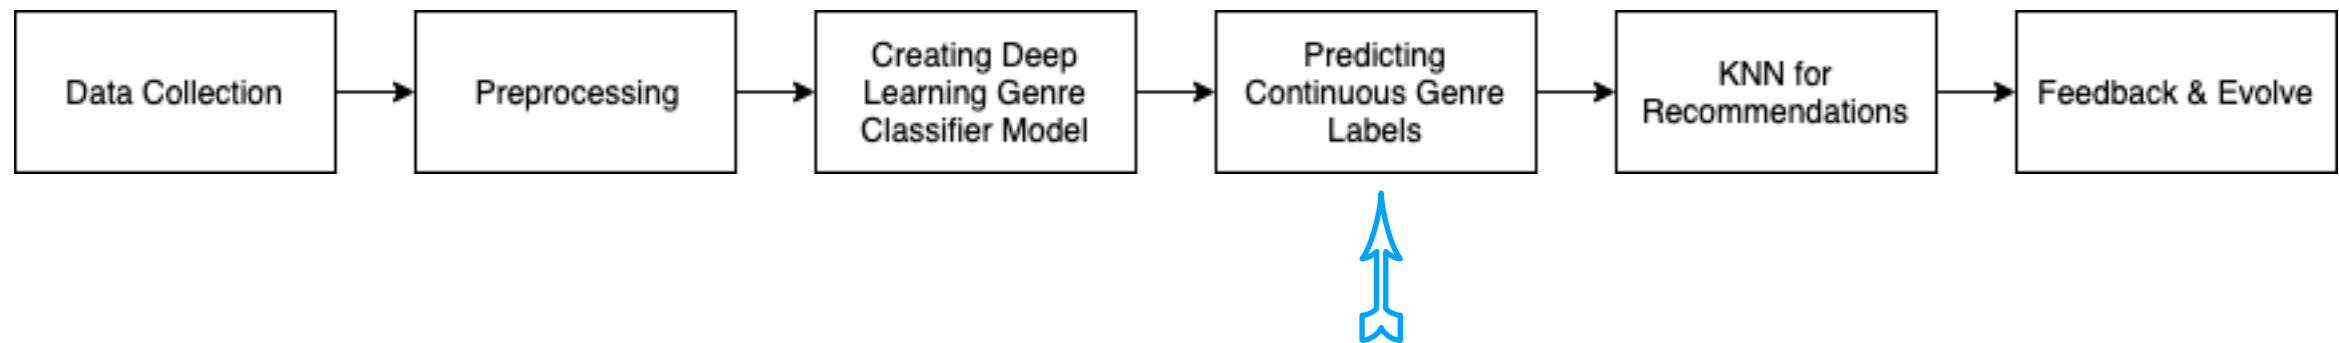 Data Collection
Preprocessing
Creating Deep
Learning Genre
Classifier Model
Predicting
Continuous Genre
Labels
KNN for
Recommendations
Feedback & Evolve